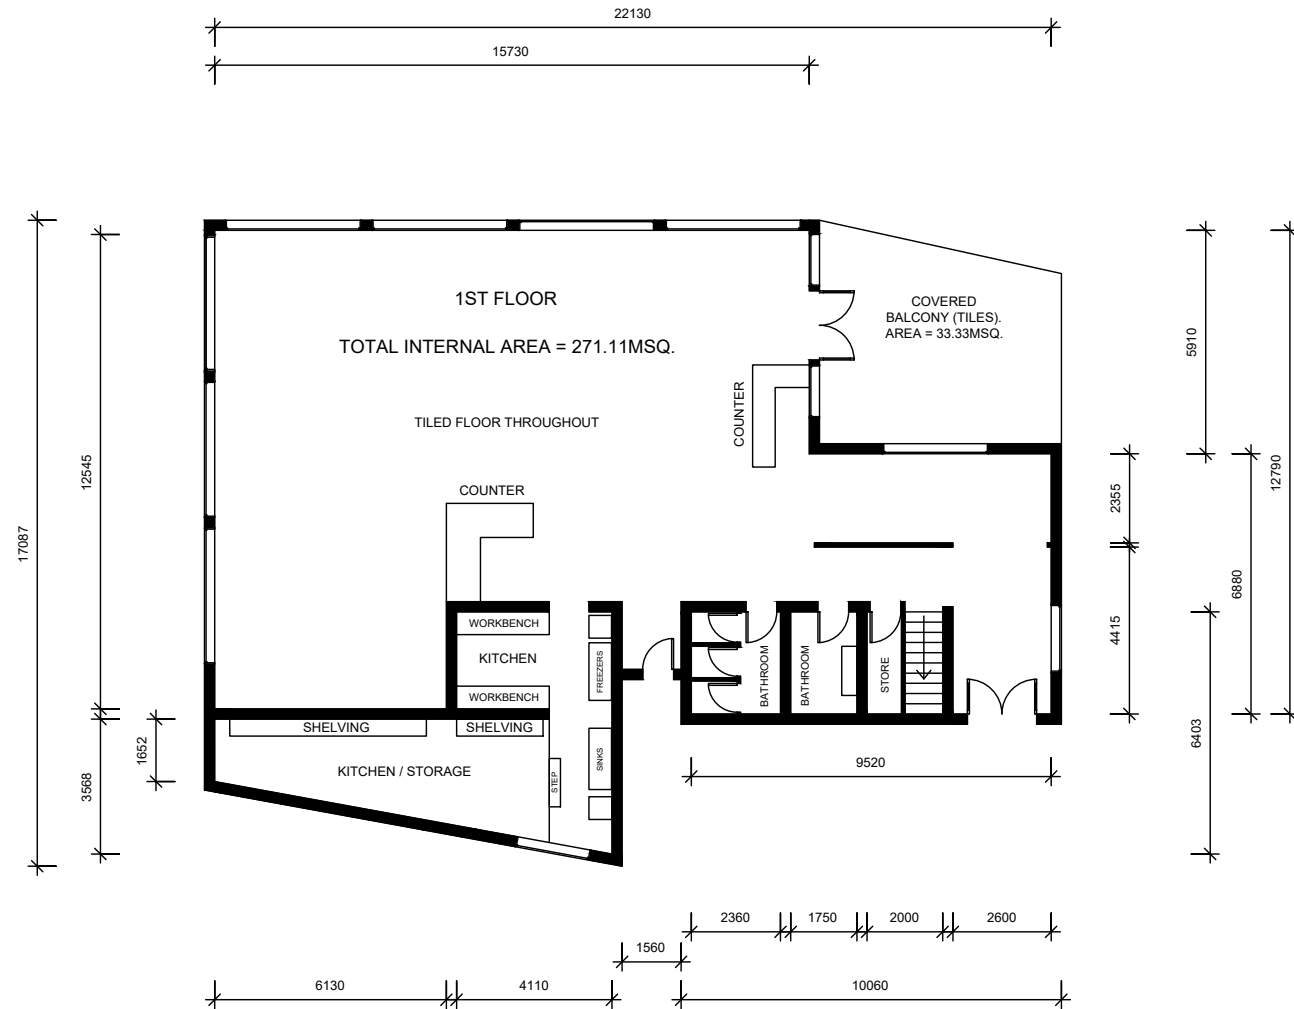 22130
15730
1ST FLOOR
TOTAL INTERNAL AREA = 271.11MSQ.
TILED FLOOR THROUGHOUT
COVERED
BALCONY (TILES).
AREA = 33.33MSQ.
COUNTER
COUNTER
5910
12790
2355
6880
4415
6403
12545
17087
1652
3568
WORKBENCH
KITCHEN
WORKBENCH
FREEZERS
BATHROOM
BATHROOM
STORE
SHELVING
SHELVING
KITCHEN / STORAGE
STEP
SINKS
9520
2360
1750
2000
2600
1560
6130
4110
10060